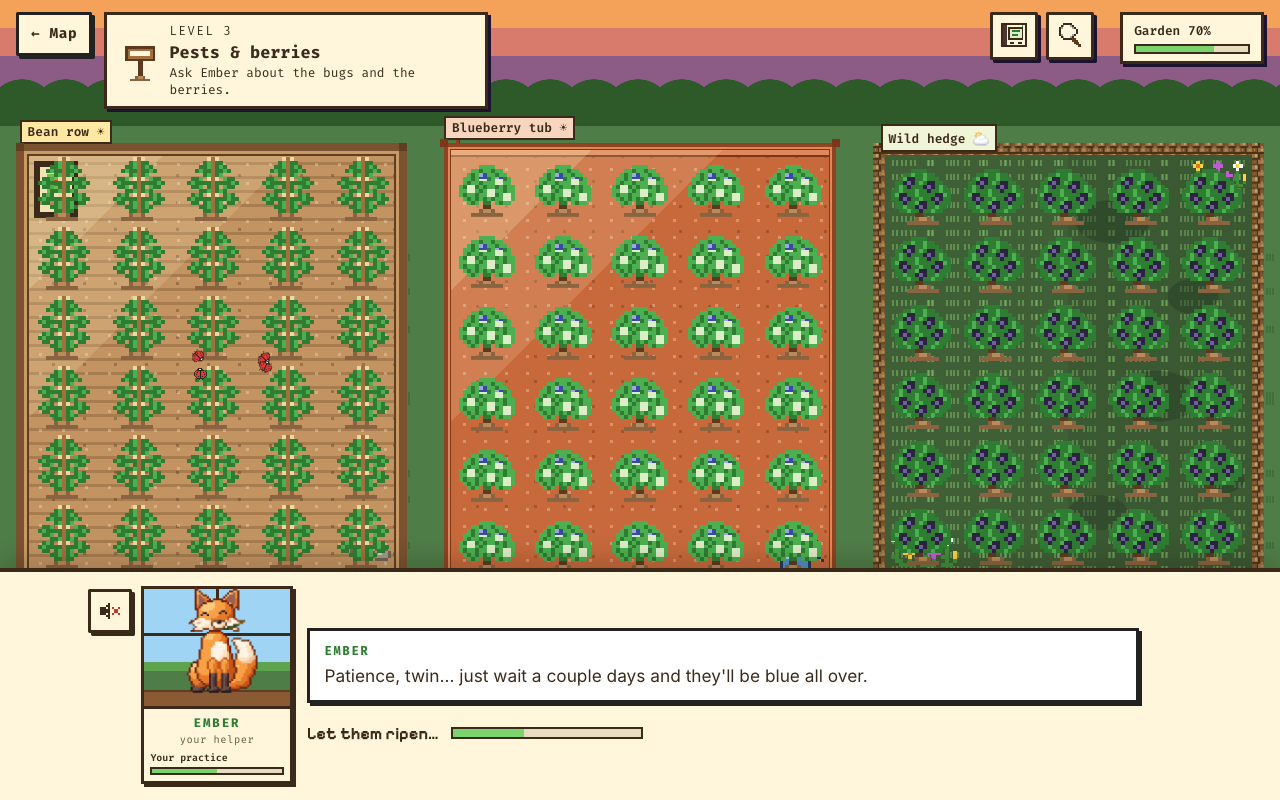 ← Map
LEVEL 3
Pests & berries
Ask Ember about the bugs and the
berries.
Garden 70%
Bean row ☀
Blueberry tub ☀
Wild hedge ⛅
EMBER
Patience, twin... just wait a couple days and they'll be blue all over.
Let them ripen...
EMBER
your helper
Your practice